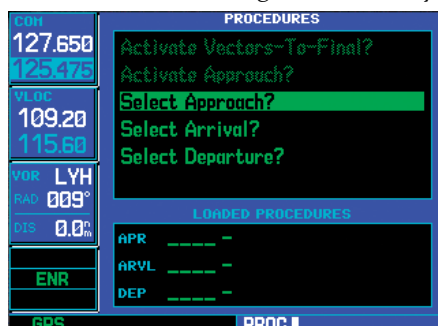 COM
127.650
125.475
VLOC
109.20
115.60
VOR LYH
RAD 009°
DIS 0.0nm
ENR
GPS
PROCEDURES
Activate Vectors-To-Final?
Activate Approach?
Select Approach?
Select Arrival?
Select Departure?
LOADED PROCEDURES
APR ____-
ARVL ____-
DEP ____-
PROC